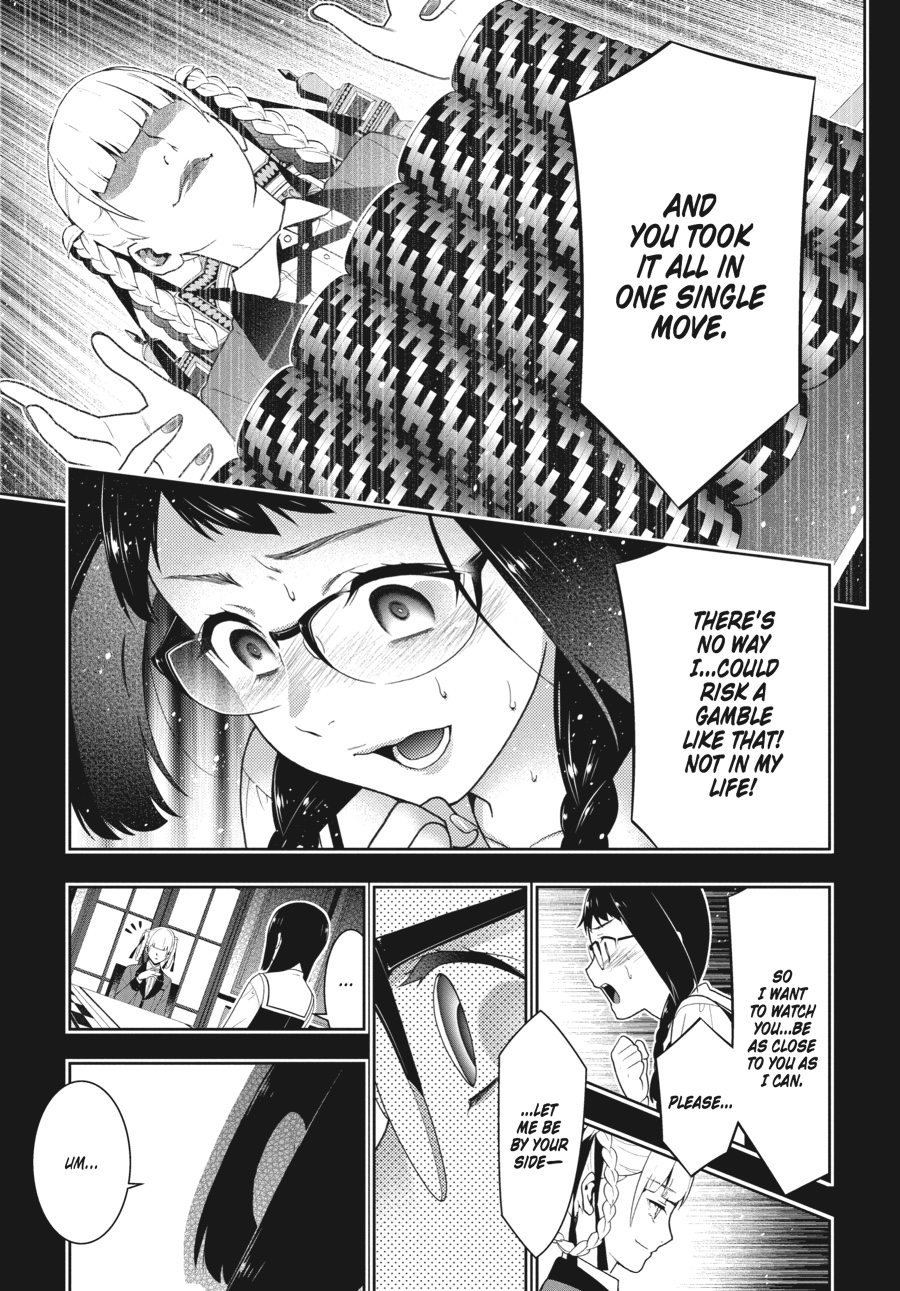 AND
YOU TOOK
IT ALL IN
ONE SINGLE
MOVE.
THERE'S
NO WAY
I...COULD
RISK A
GAMBLE
LIKE THAT!
NOT IN MY
LIFE!
SO
I WANT
TO WATCH
YOU...BE
AS CLOSE
TO YOU AS
I CAN.
PLEASE...
...LET
ME BE
BY YOUR
SIDE—
...
UM...